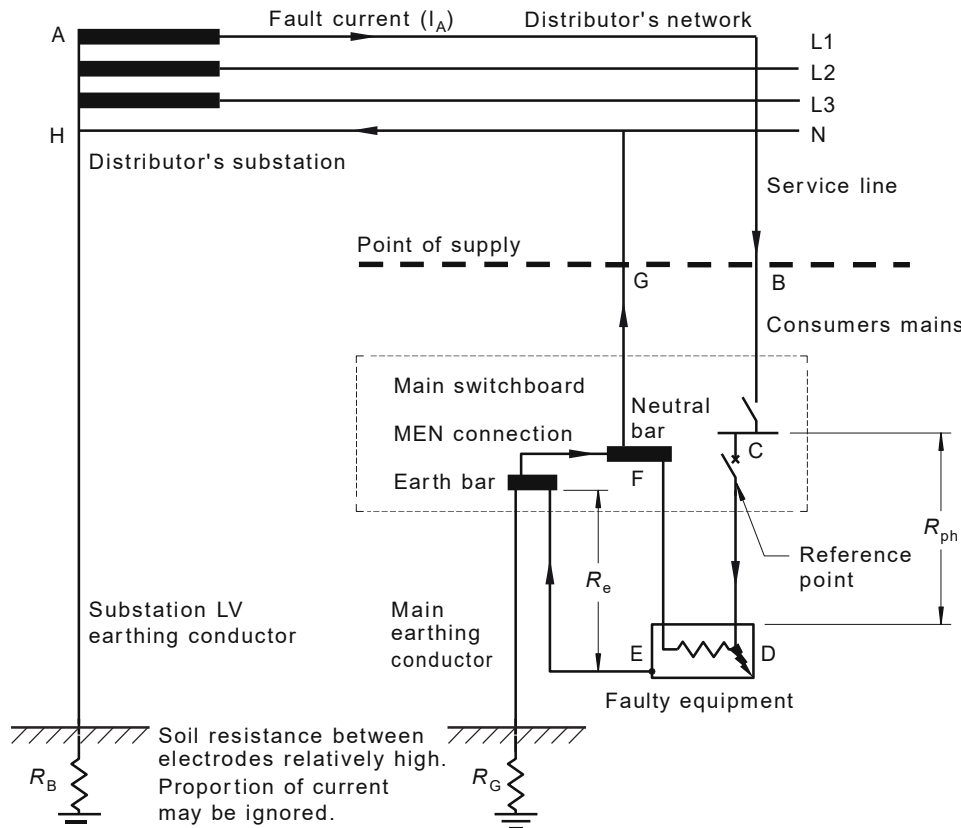 Fault current (I_A)
Distributor's network
A
L1
L2
L3
H
N
Distributor's substation
Service line
Point of supply
G
B
Consumers mains
Main switchboard
Neutral
bar
MEN connection
C
Earth bar
F
R_ph
Reference
point
R_e
Substation LV
earthing conductor
Main
earthing
conductor
E
D
Faulty equipment
Soil resistance between
electrodes relatively high.
Proportion of current
may be ignored.
R_B
R_G